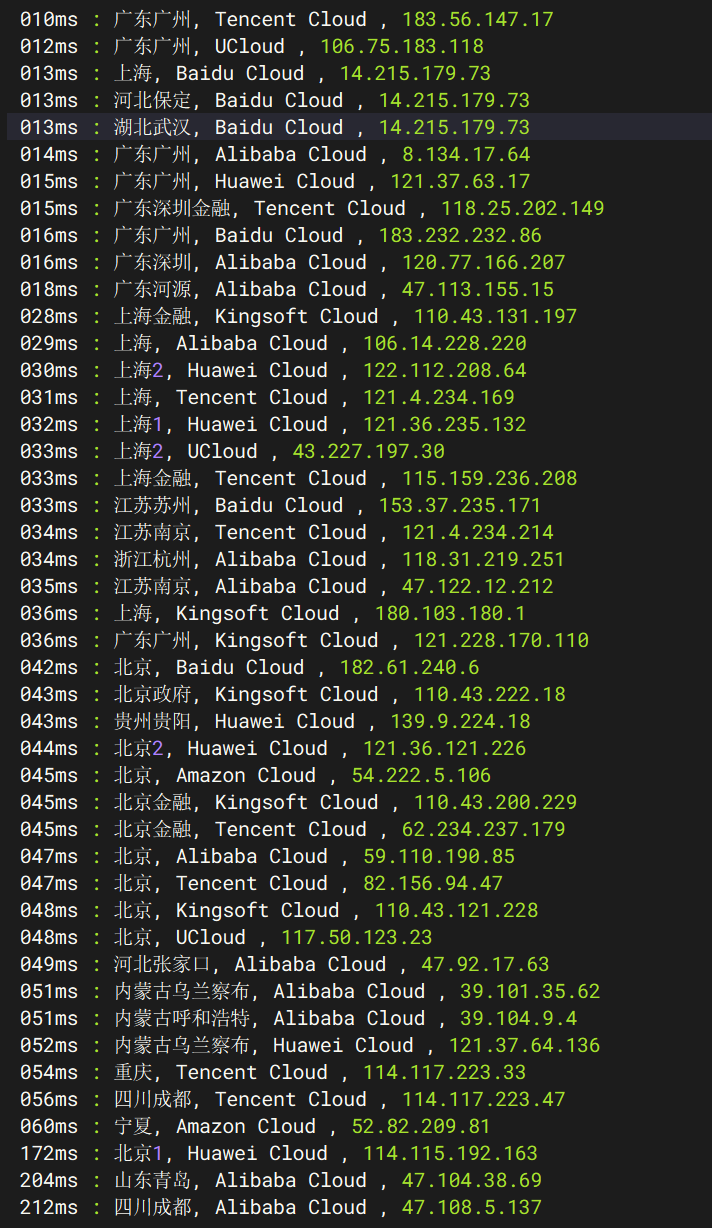 010ms : 广东广州, Tencent Cloud , 183.56.147.17
012ms : 广东广州, UCloud , 106.75.183.118
013ms : 上海, Baidu Cloud , 14.215.179.73
013ms : 河北保定, Baidu Cloud , 14.215.179.73
013ms : 湖北武汉, Baidu Cloud , 14.215.179.73
014ms : 广东广州, Alibaba Cloud , 8.134.17.64
015ms : 广东广州, Huawei Cloud , 121.37.63.17
015ms : 广东深圳金融, Tencent Cloud , 118.25.202.149
016ms : 广东广州, Baidu Cloud , 183.232.232.86
016ms : 广东深圳, Alibaba Cloud , 120.77.166.207
018ms : 广东河源, Alibaba Cloud , 47.113.155.15
028ms : 上海金融, Kingsoft Cloud , 110.43.131.197
029ms : 上海, Alibaba Cloud , 106.14.228.220
030ms : 上海2, Huawei Cloud , 122.112.208.64
031ms : 上海, Tencent Cloud , 121.4.234.169
032ms : 上海1, Huawei Cloud , 121.36.235.132
033ms : 上海2, UCloud , 43.227.197.30
033ms : 上海金融, Tencent Cloud , 115.159.236.208
033ms : 江苏苏州, Baidu Cloud , 153.37.235.171
034ms : 江苏南京, Tencent Cloud , 121.4.234.214
034ms : 浙江杭州, Alibaba Cloud , 118.31.219.251
035ms : 江苏南京, Alibaba Cloud , 47.122.12.212
036ms : 上海, Kingsoft Cloud , 180.103.180.1
036ms : 广东广州, Kingsoft Cloud , 121.228.170.110
042ms : 北京, Baidu Cloud , 182.61.240.6
043ms : 北京政府, Kingsoft Cloud , 110.43.222.18
043ms : 贵州贵阳, Huawei Cloud , 139.9.224.18
044ms : 北京2, Huawei Cloud , 121.36.121.226
045ms : 北京, Amazon Cloud , 54.222.5.106
045ms : 北京金融, Kingsoft Cloud , 110.43.200.229
045ms : 北京金融, Tencent Cloud , 62.234.237.179
047ms : 北京, Alibaba Cloud , 59.110.190.85
047ms : 北京, Tencent Cloud , 82.156.94.47
048ms : 北京, Kingsoft Cloud , 110.43.121.228
048ms : 北京, UCloud , 117.50.123.23
049ms : 河北张家口, Alibaba Cloud , 47.92.17.63
051ms : 内蒙古乌兰察布, Alibaba Cloud , 39.101.35.62
051ms : 内蒙古呼和浩特, Alibaba Cloud , 39.104.9.4
052ms : 内蒙古乌兰察布, Huawei Cloud , 121.37.64.136
054ms : 重庆, Tencent Cloud , 114.117.223.33
056ms : 四川成都, Tencent Cloud , 114.117.223.47
060ms : 宁夏, Amazon Cloud , 52.82.209.81
172ms : 北京1, Huawei Cloud , 114.115.192.163
204ms : 山东青岛, Alibaba Cloud , 47.104.38.69
212ms : 四川成都, Alibaba Cloud , 47.108.5.137